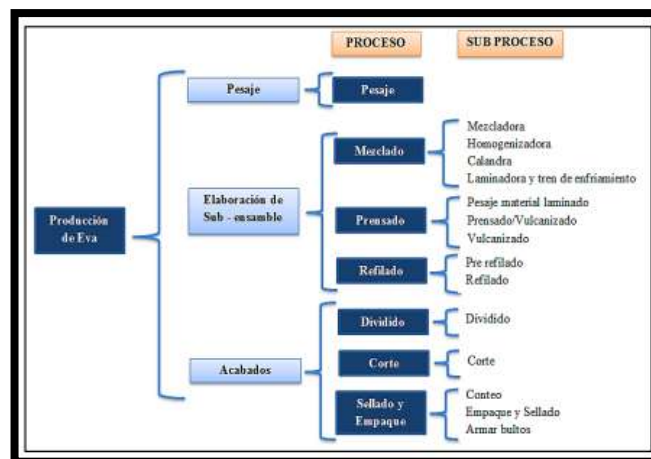 PROCESO
SUB PROCESO
Pesaje
Pesaje
Mezclado
Mezcladora
Homogenizadora
Calandra
Laminadora y tren de enfriamiento
Elaboración de
Sub - ensamble
Prensado
Pesaje material laminado
Prensado/Vulcanizado
Vulcanizado
Producción
de Eva
Refilado
Pre refilado
Refilado
Dividido
Dividido
Acabados
Corte
Corte
Sellado y
Empaque
Conteo
Empaque y Sellado
Armar bultos